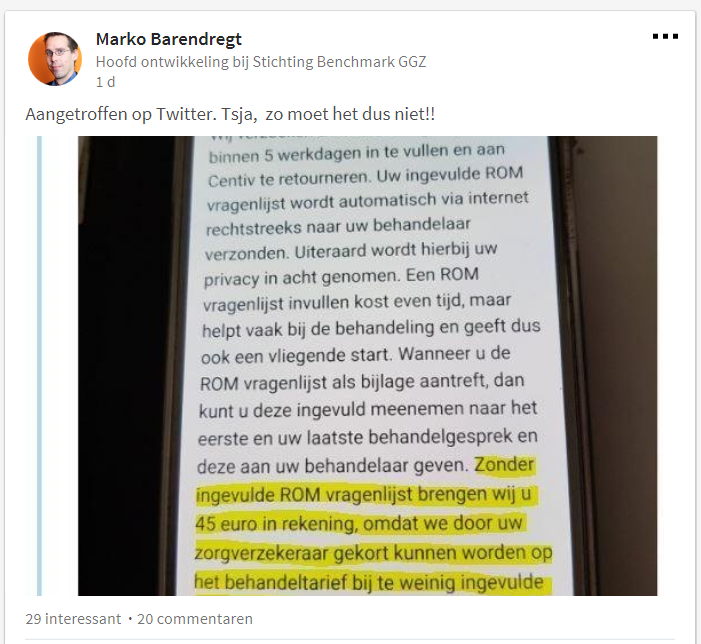 Marko Barendregt
Hoofd ontwikkeling bij Stichting Benchmark GGZ
1 d
Aangetroffen op Twitter. Tsja, zo moet het dus niet!!
binnen 5 werkdagen in te vullen en aan
Centiv te retourneren. Uw ingevulde ROM
vragenlijst wordt automatisch via internet
rechtstreeks naar uw behandelaar
verzonden. Uiteraard wordt hierbij uw
privacy in acht genomen. Een ROM
vragenlijst invullen kost even tijd, maar
helpt vaak bij de behandeling en geeft dus
ook een vliegende start. Wanneer u de
ROM vragenlijst als bijlage aantreft, dan
kunt u deze ingevuld meenemen naar het
eerste en uw laatste behandelgesprek en
deze aan uw behandelaar geven. Zonder
ingevulde ROM vragenlijst brengen wij u
45 euro in rekening, omdat we door uw
zorgverzekeraar gekort kunnen worden op
het behandeltarief bij te weinig ingevulde
29 interessant • 20 commentaren